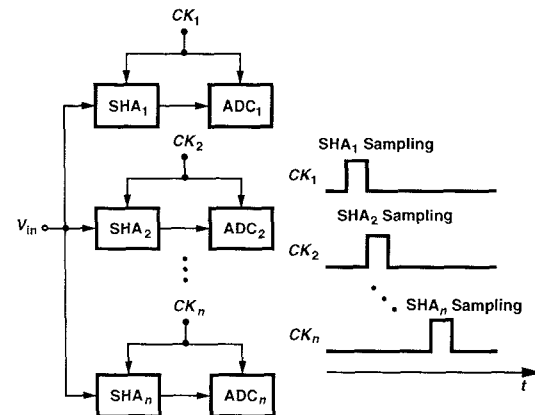 CK1
SHA1
ADC1
CK2
Vin
SHA2
ADC2
CKn
SHAn
ADCn
SHA1 Sampling
CK1
SHA2 Sampling
CK2
SHAn Sampling
CKn
t